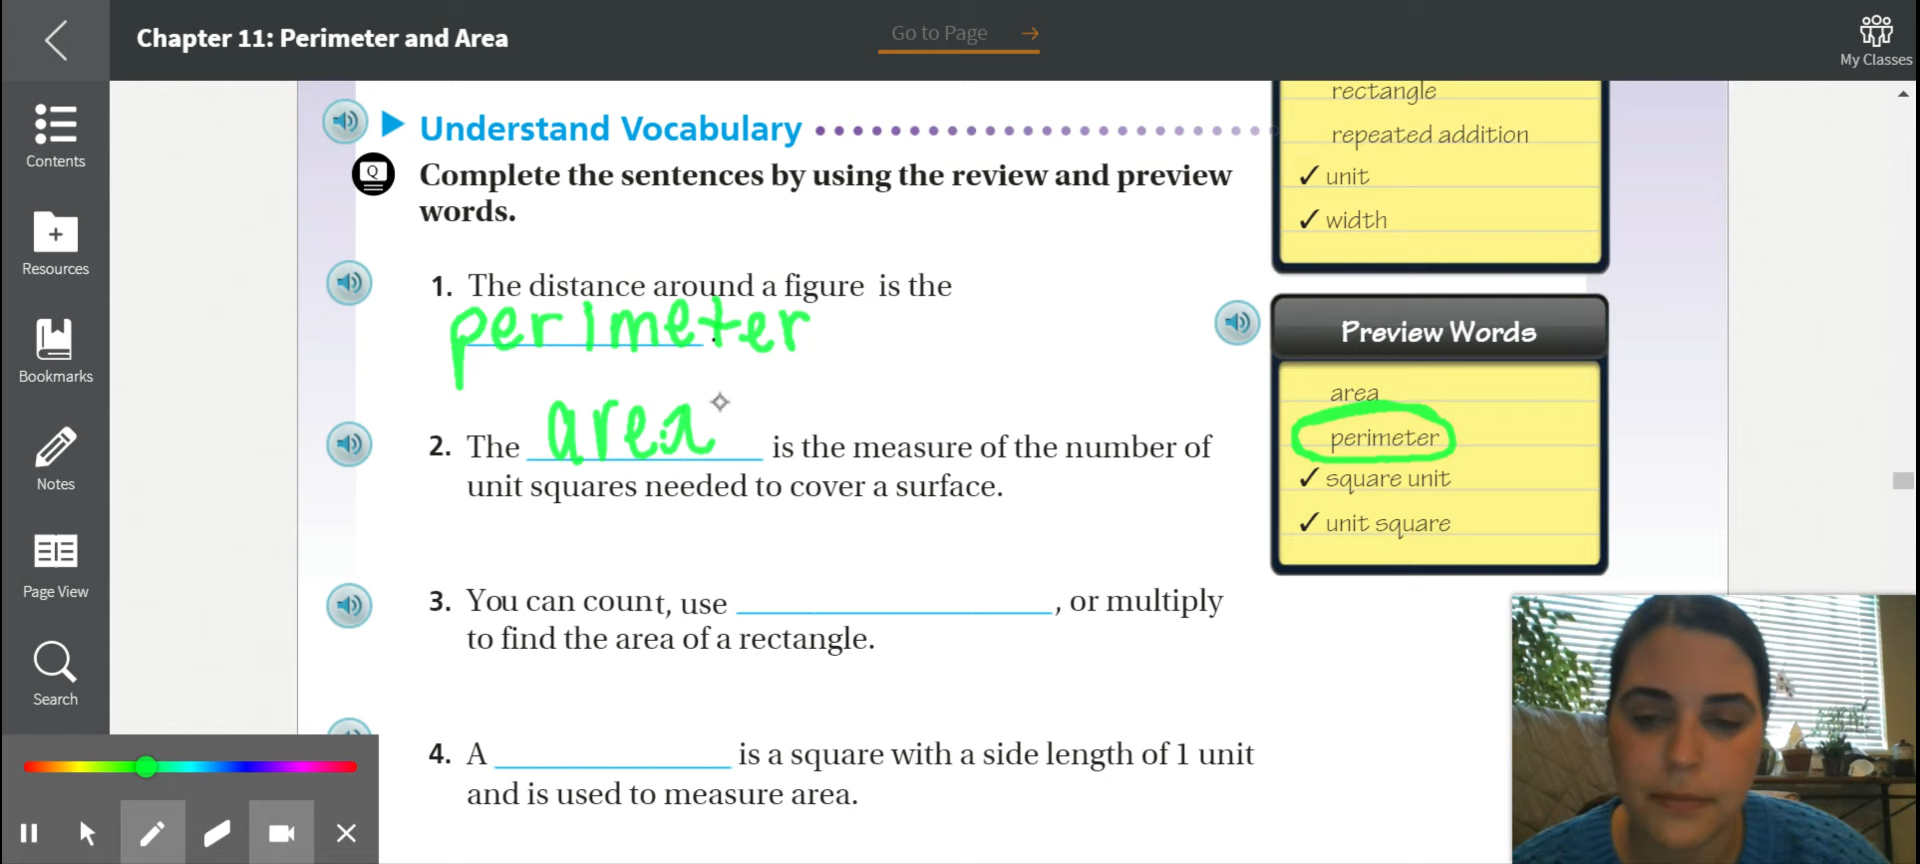 Chapter 11: Perimeter and Area
Go to Page →
My Classes
Contents
Resources
Bookmarks
Notes
Page View
Search
Understand Vocabulary
Q
Complete the sentences by using the review and preview
words.
1. The distance around a figure is the
perimeter.
2. The area is the measure of the number of
unit squares needed to cover a surface.
3. You can count, use ____, or multiply
to find the area of a rectangle.
4. A ____ is a square with a side length of 1 unit
and is used to measure area.
rectangle
repeated addition
✓ unit
✓ width
Preview Words
area
perimeter
✓ square unit
✓ unit square